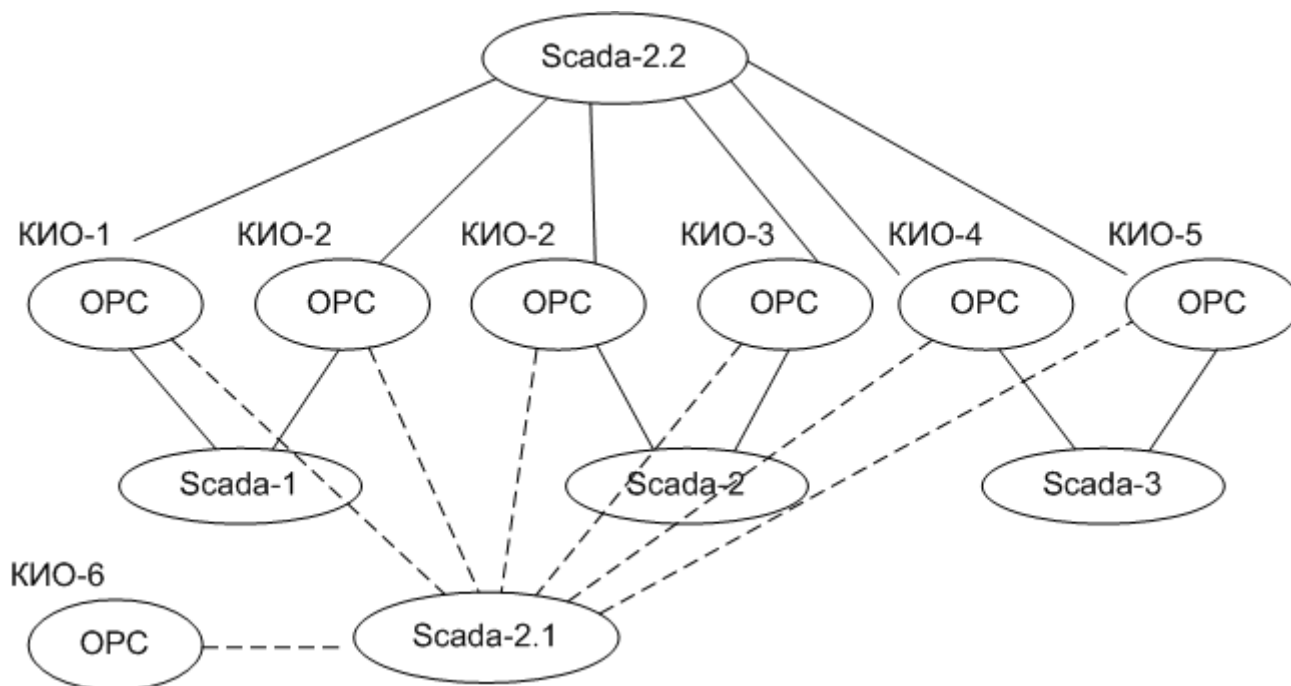 Scada-2.2
КИО-1
КИО-2
КИО-2
КИО-3
КИО-4
КИО-5
OPC
OPC
OPC
OPC
OPC
OPC
Scada-1
Scada-2
Scada-3
КИО-6
OPC
Scada-2.1